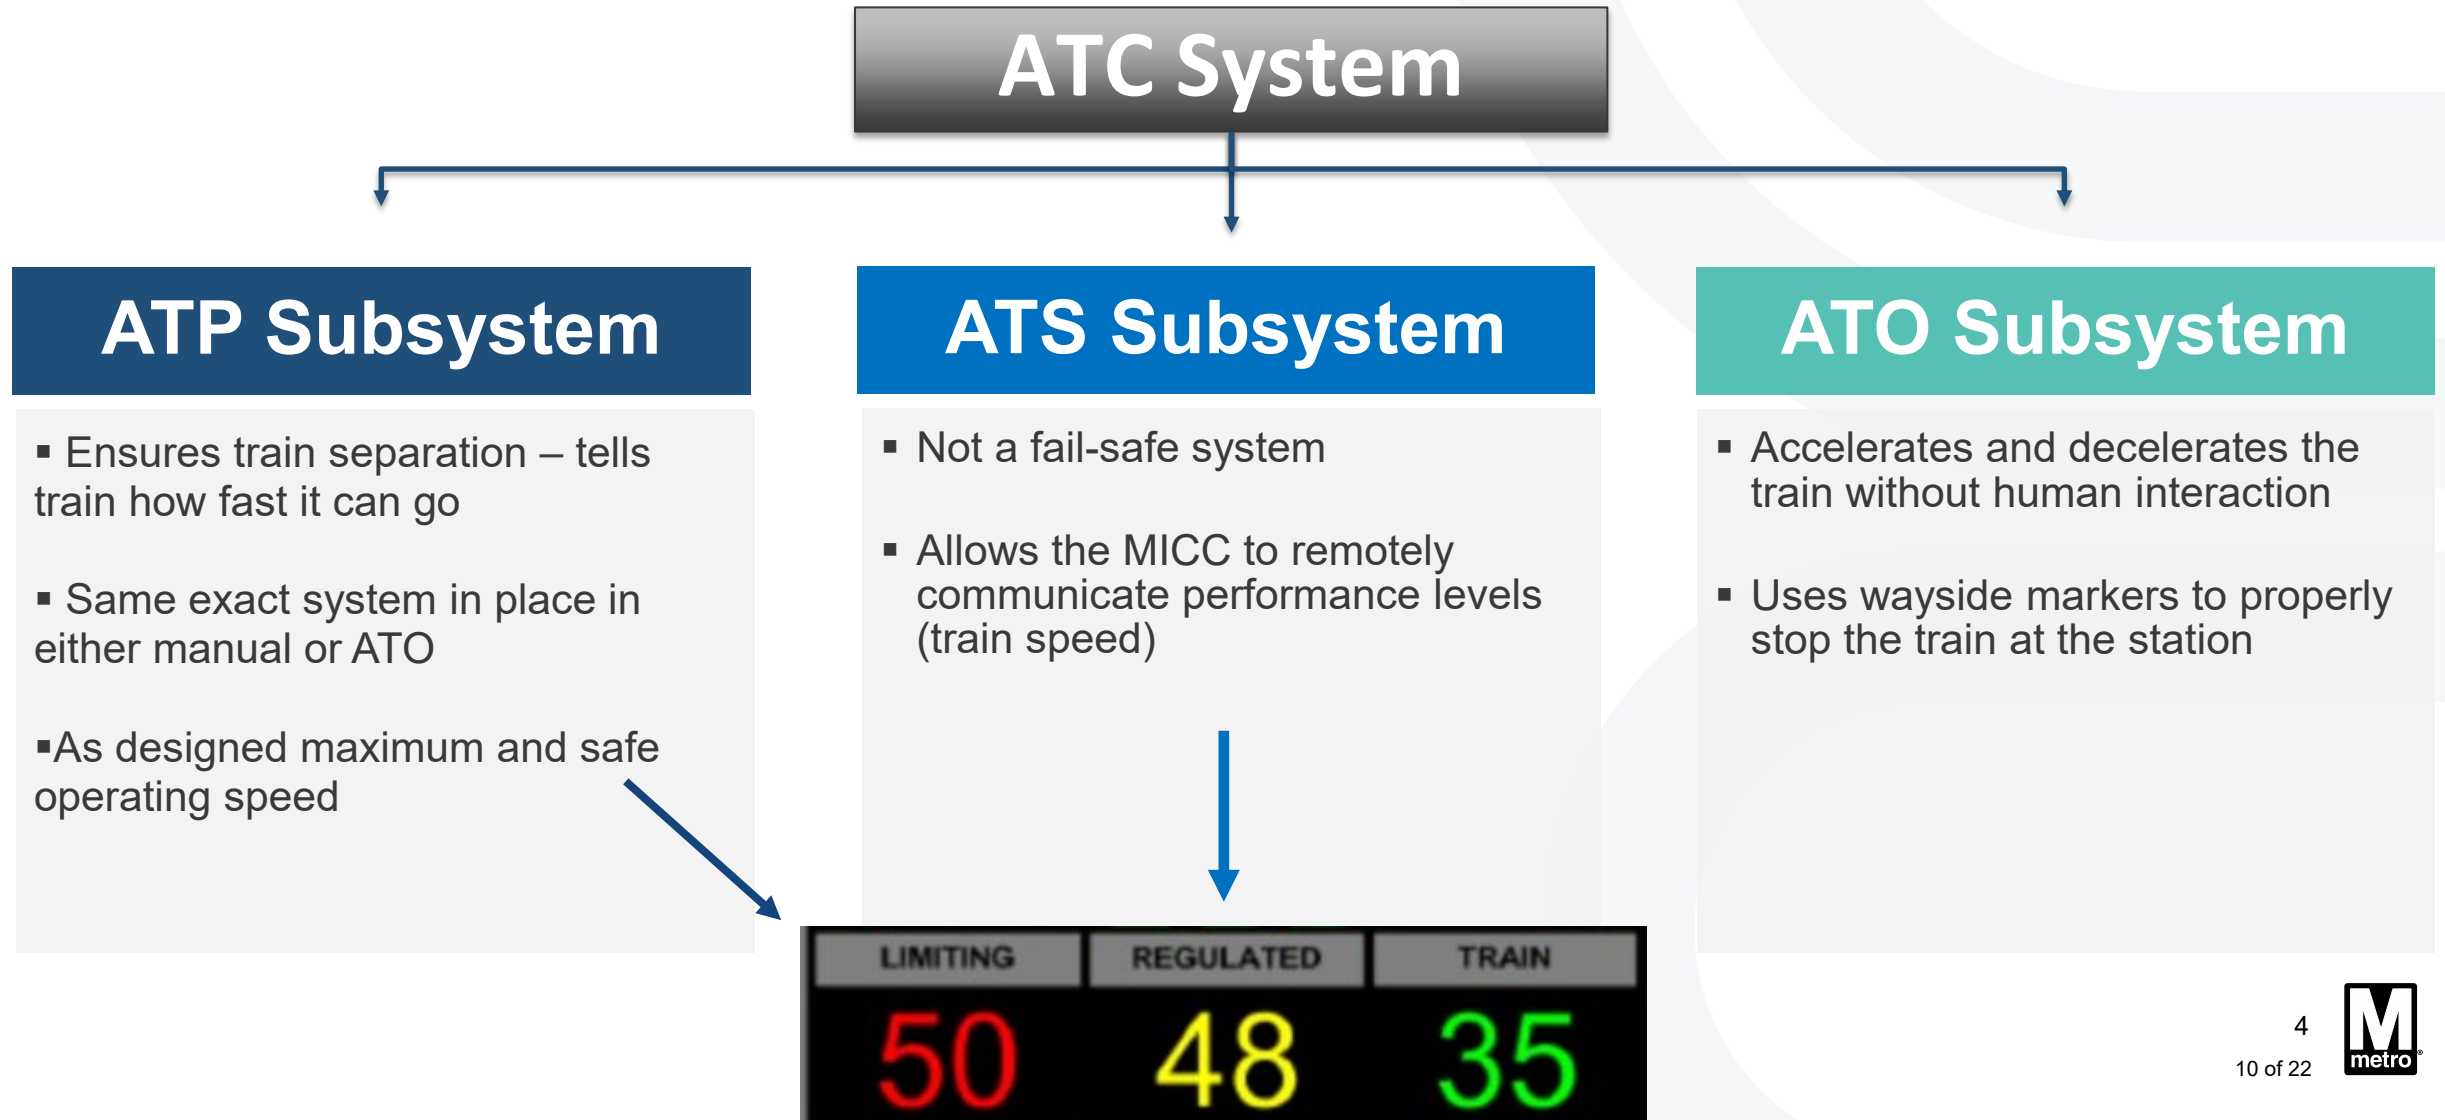 ATC System
ATP Subsystem
▪ Ensures train separation – tells
train how fast it can go
▪ Same exact system in place in
either manual or ATO
▪As designed maximum and safe
operating speed
ATS Subsystem
▪ Not a fail-safe system
▪ Allows the MICC to remotely
communicate performance levels
(train speed)
ATO Subsystem
▪ Accelerates and decelerates the
train without human interaction
▪ Uses wayside markers to properly
stop the train at the station
LIMITING REGULATED TRAIN
50 48 35
4
10 of 22
M
metro®